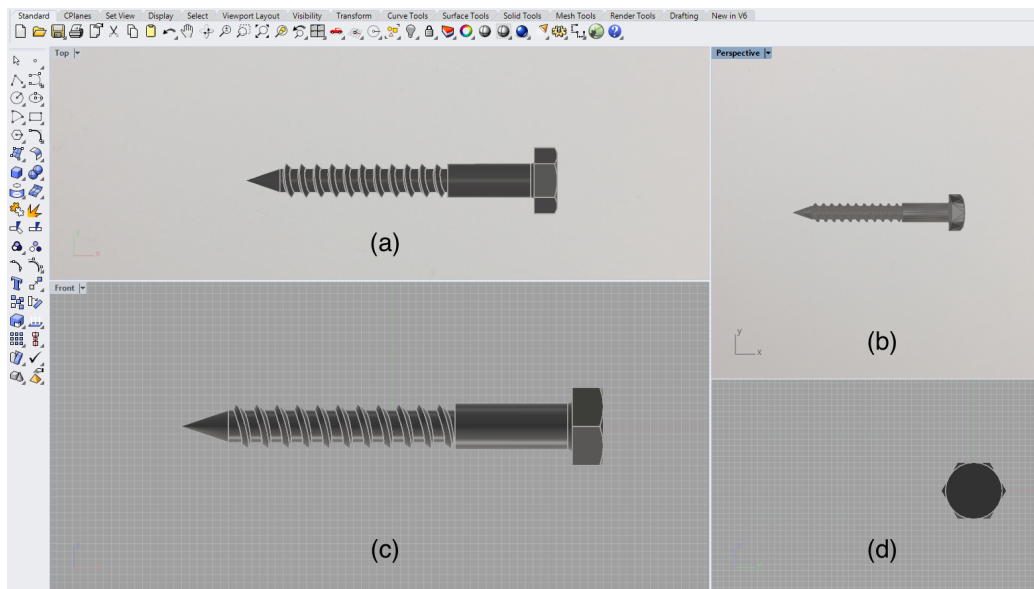 Standard CPlanes Set View Display Select Viewport Layout Visibility Transform Curve Tools Surface Tools Solid Tools Mesh Tools Render Tools Drafting New in V6
Top
Perspective
(a)
y
x
(b)
y
x
Front
(c)
(d)